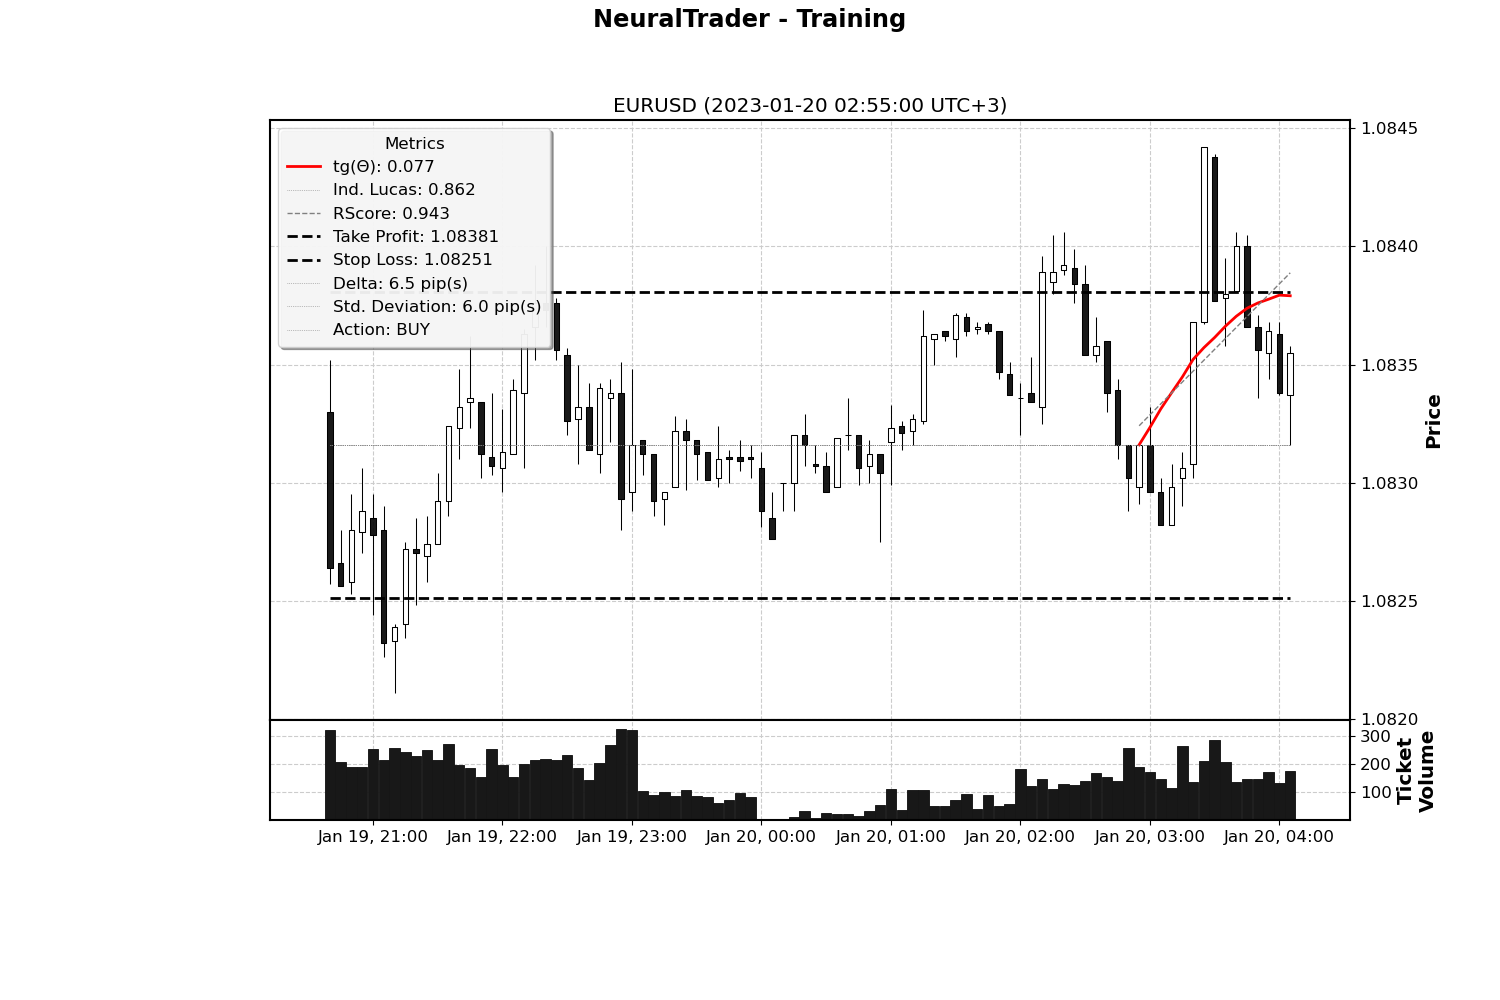 NeuralTrader - Training
EURUSD (2023-01-20 02:55:00 UTC+3)
Metrics
tg(Θ): 0.077
Ind. Lucas: 0.862
RScore: 0.943
Take Profit: 1.08381
Stop Loss: 1.08251
Delta: 6.5 pip(s)
Std. Deviation: 6.0 pip(s)
Action: BUY
1.0845
1.0840
1.0835
1.0830
1.0825
1.0820
Price
300
200
100
Ticket
Volume
Jan 19, 21:00
Jan 19, 22:00
Jan 19, 23:00
Jan 20, 00:00
Jan 20, 01:00
Jan 20, 02:00
Jan 20, 03:00
Jan 20, 04:00